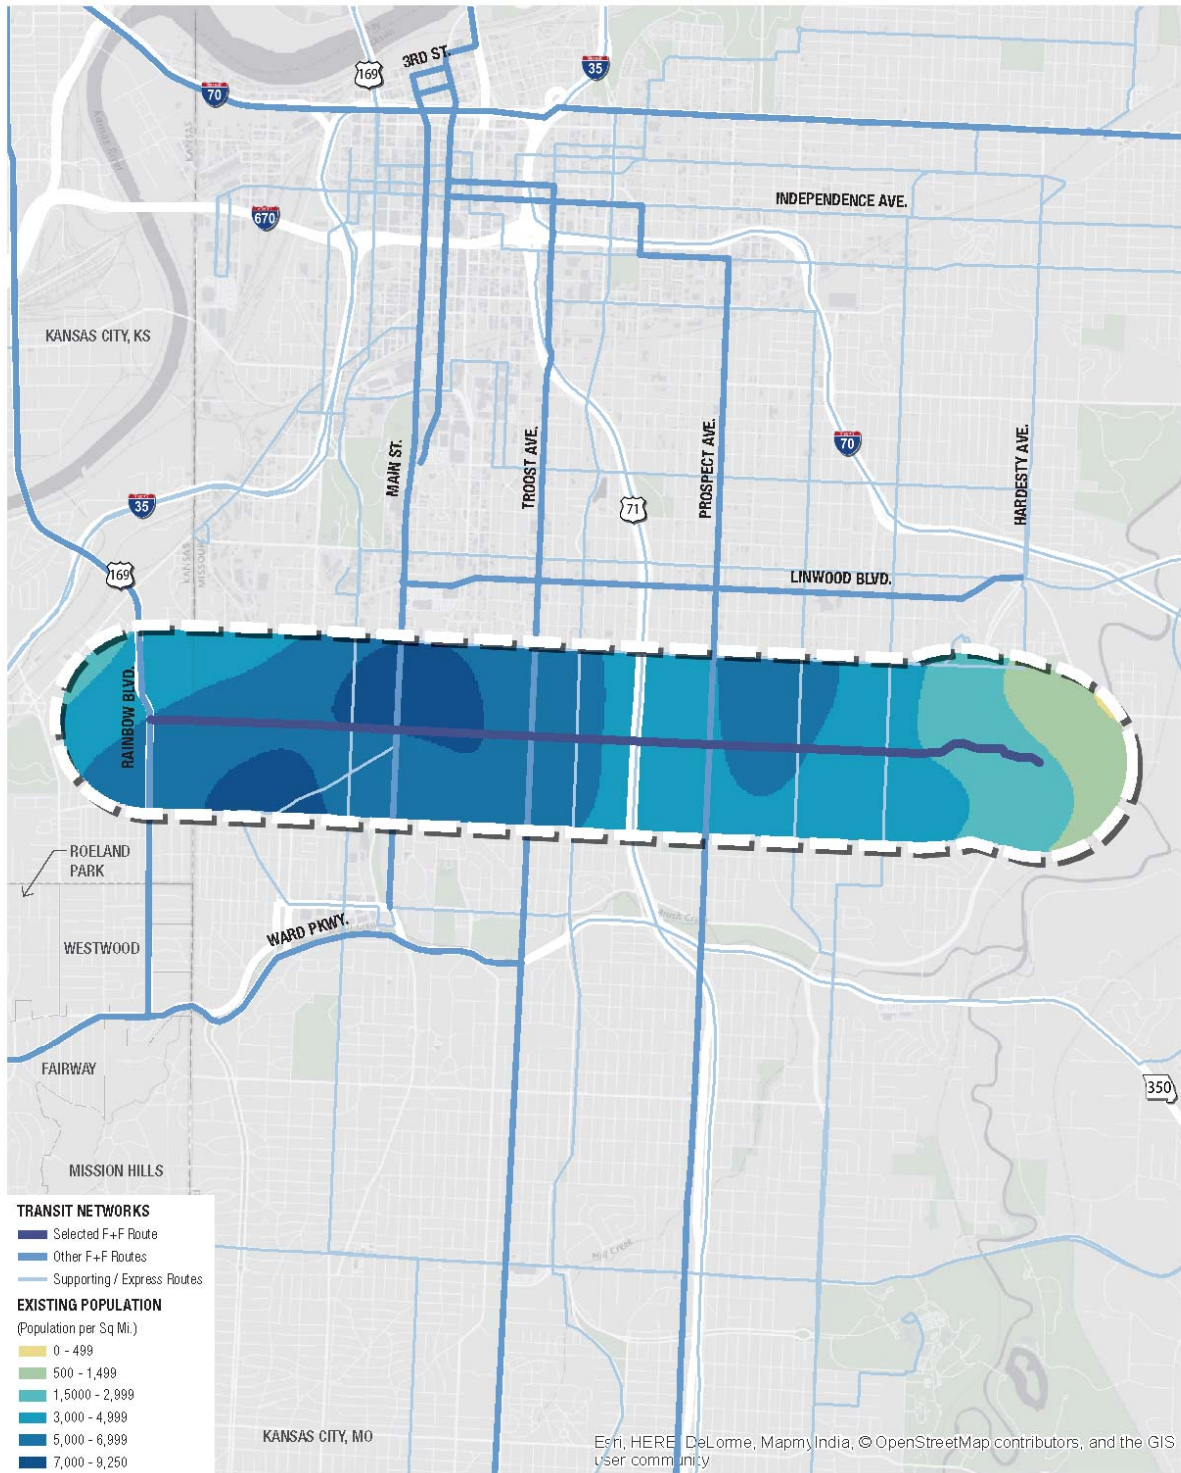 3RD ST.
169
35
70
INDEPENDENCE AVE.
670
KANSAS
KANSAS CITY, KS
MAIN ST.
TROOST AVE.
PROSPECT AVE.
HARDESTY AVE.
70
35
71
KANSAS
MISSOURI
169
LINWOOD BLVD.
RAINBOW BLVD.
ROELAND
PARK
WARD PKWY.
WESTWOOD
FAIRWAY
350
MISSION HILLS
TRANSIT NETWORKS
Selected F+F Route
Other F+F Routes
Supporting / Express Routes
EXISTING POPULATION
(Population per Sq Mi.)
0 - 499
500 - 1,499
1,5000 - 2,999
3,000 - 4,999
5,000 - 6,999
7,000 - 9,250
KANSAS CITY, MO
Esri, HERE, DeLorme, MapmyIndia, © OpenStreetMap contributors, and the GIS
user community